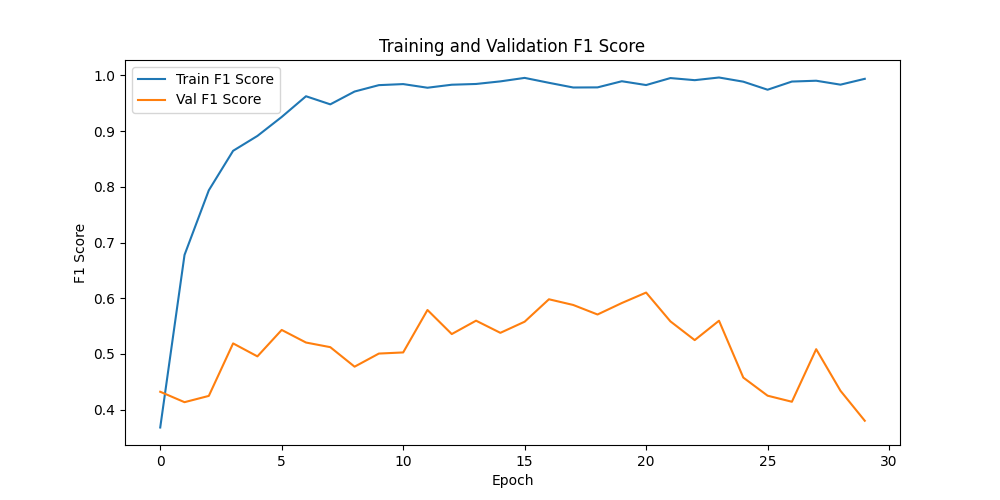 Training and Validation F1 Score
Train F1 Score
Val F1 Score
F1 Score
1.0
0.9
0.8
0.7
0.6
0.5
0.4
0 5 10 15 20 25 30
Epoch